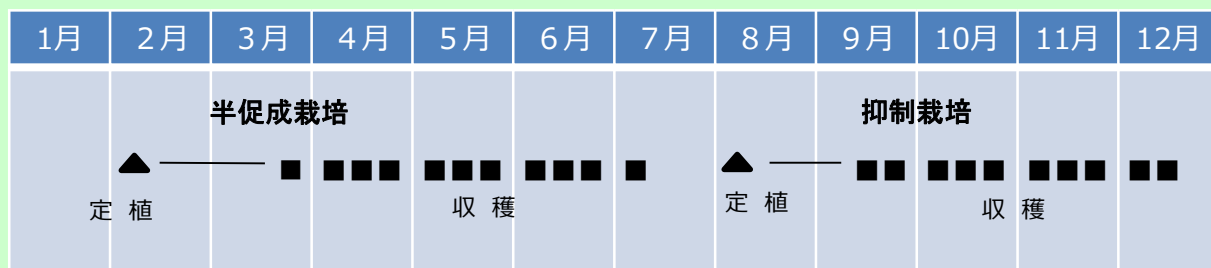 1月 2月 3月 4月 5月 6月 7月 8月 9月 10月 11月 12月
半促成栽培 抑制栽培
定植 収穫 定植 収穫